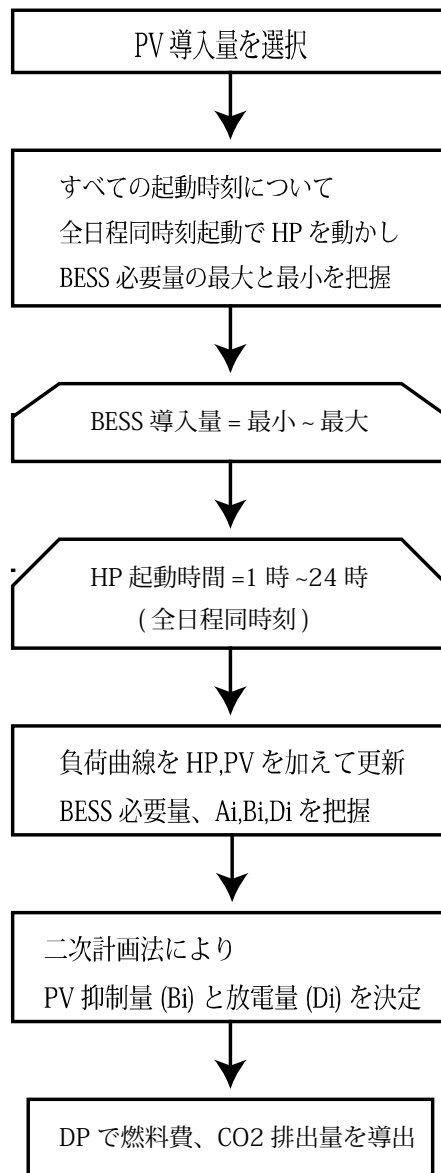 PV 導入量を選択
すべての起動時刻について
全日程同時刻起動で HP を動かし
BESS 必要量の最大と最小を把握
BESS 導入量 = 最小 ~ 最大
HP 起動時間 =1 時 ~24 時
( 全日程同時刻 )
負荷曲線を HP,PV を加えて更新
BESS 必要量、Ai,Bi,Di を把握
二次計画法により
PV 抑制量 (Bi) と放電量 (Di) を決定
DP で燃料費、CO2 排出量を導出